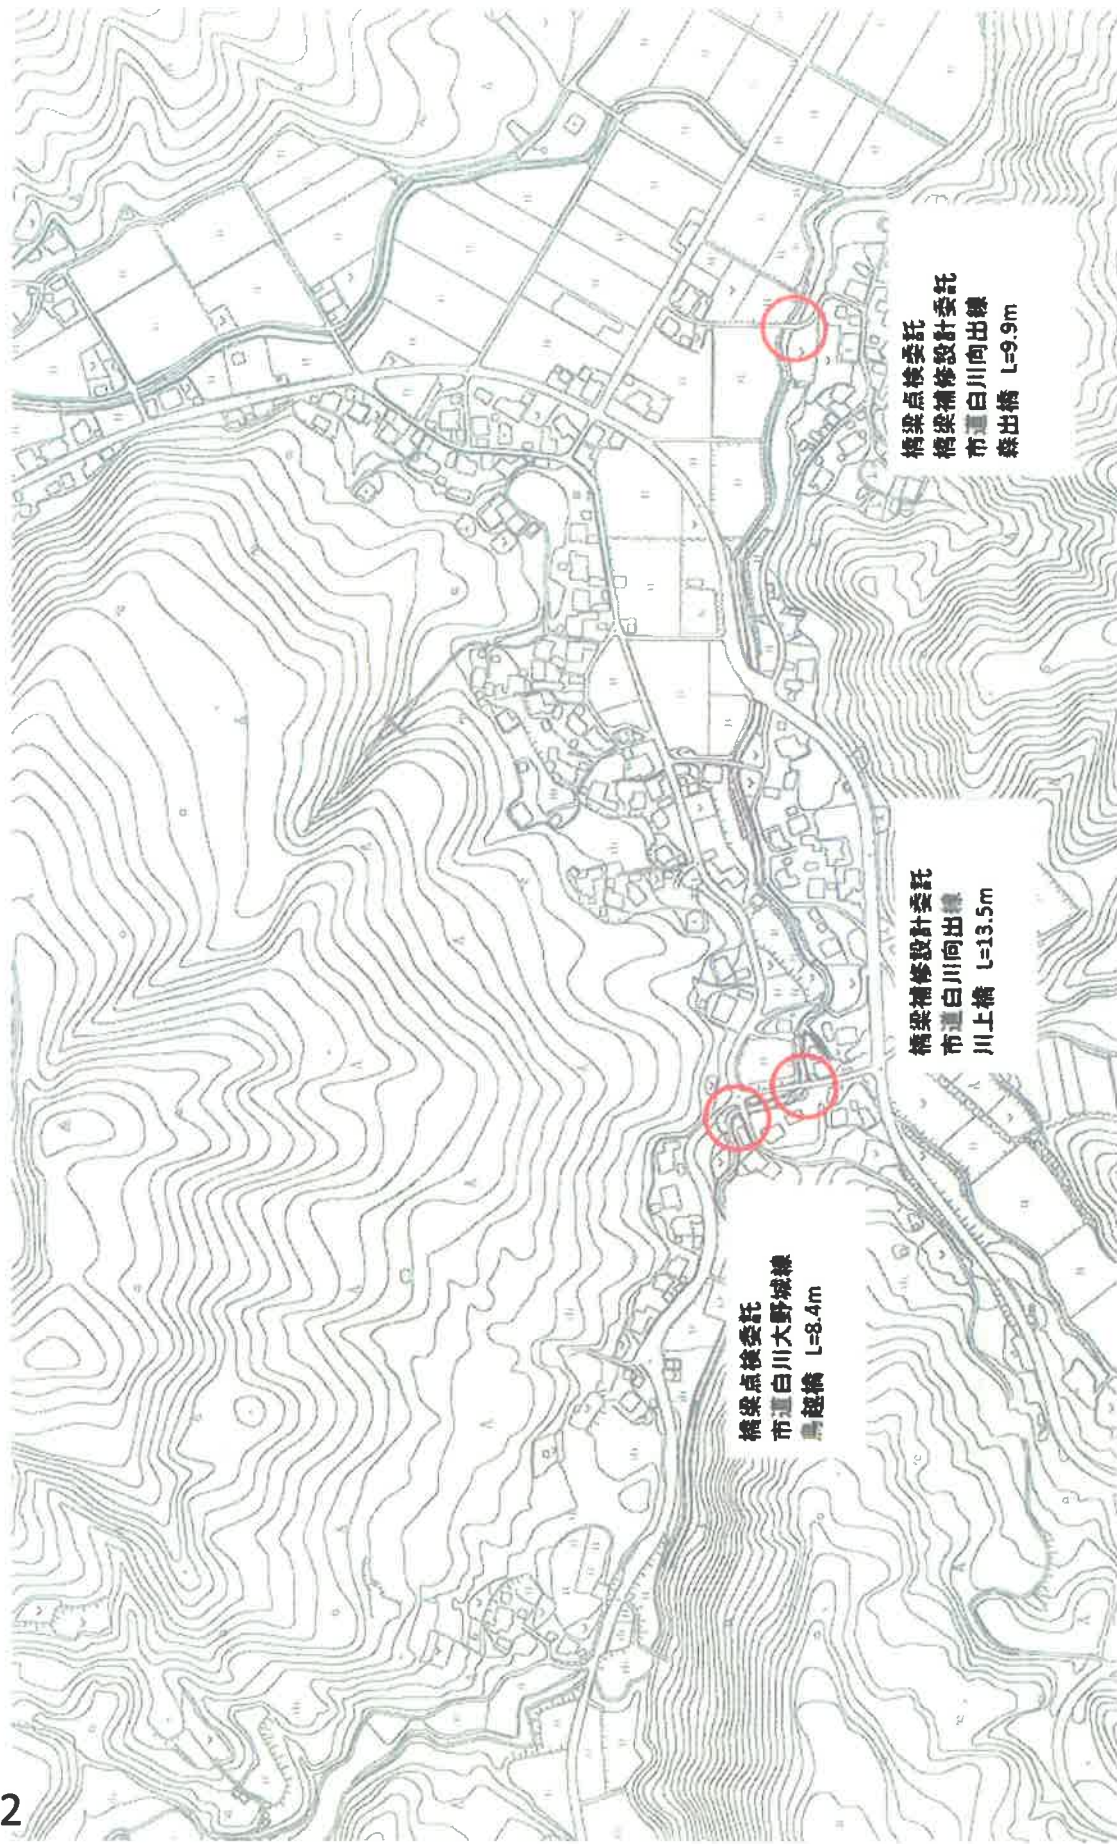 橋梁点検委託
橋梁補修設計委託
市道白川向出線
森出橋 L=9.9m
橋梁補修設計委託
市道白川向出線
川上橋 L=13.5m
橋梁点検委託
市道白川大野城線
鳥越橋 L=8.4m
2